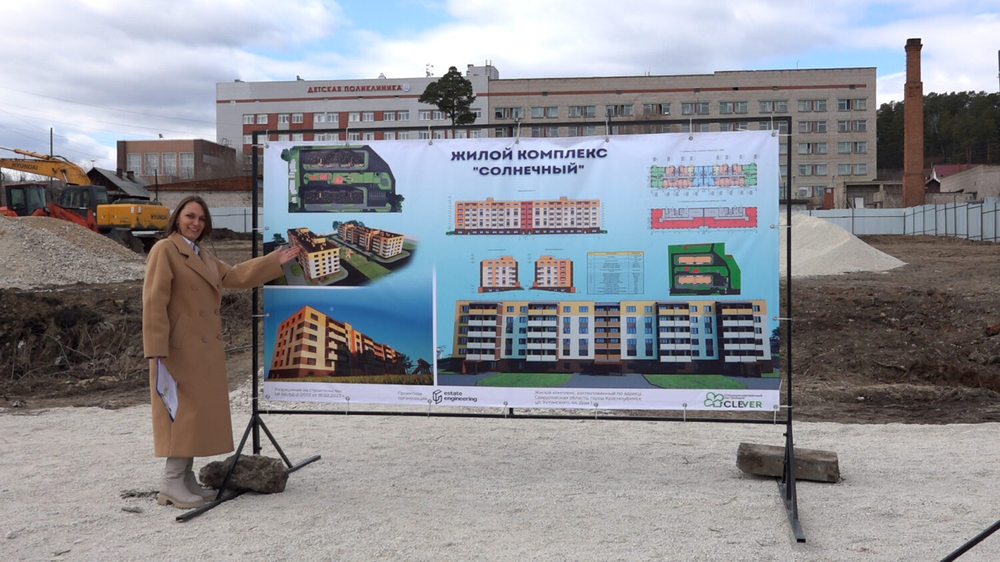 ДЕТСКАЯ ПОЛИКЛИНИКА
HYUNDAI
HYUNDAI
ЖИЛОЙ КОМПЛЕКС
"СОЛНЕЧНЫЙ"
Разрешение на строительство
№ 66-52-2-2023 от 16.02.2023 г.
Проектная
организация
estate
engineering
Жилой комплекс, расположенный по адресу:
Свердловская область, город Красноуфимск
ул. Ухтомского, 44. Дом 1
Специализированный
застройщик
CLEVER